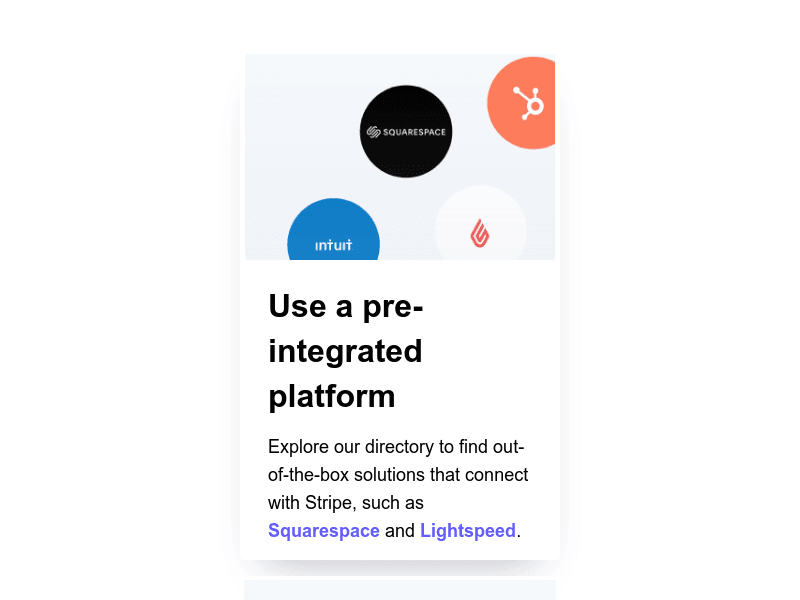 SQUARESPACE
intuit
Use a pre-
integrated
platform
Explore our directory to find out-
of-the-box solutions that connect
with Stripe, such as
Squarespace and Lightspeed.